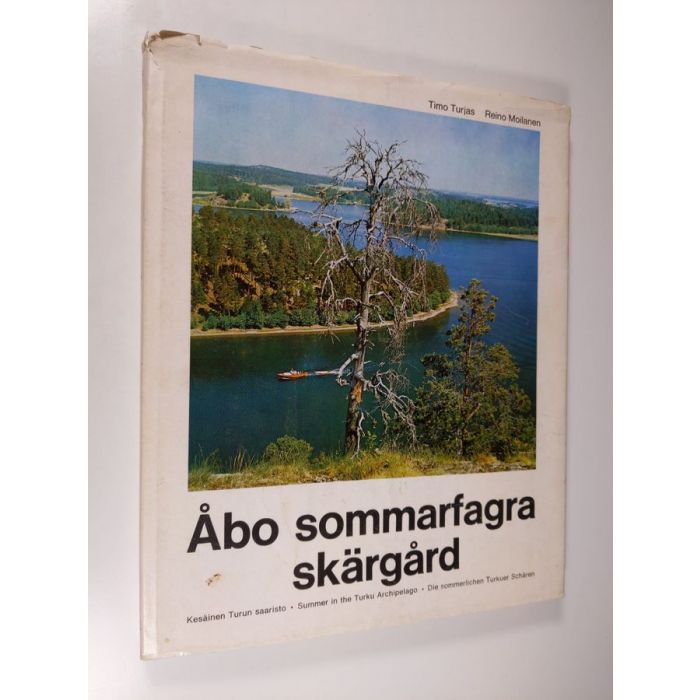 Timo Turjas Reino Moilanen
Åbo sommarfagra
skärgård
Kesäinen Turun saaristo • Summer in the Turku Archipelago • Die sommerlichen Turkuer Schären